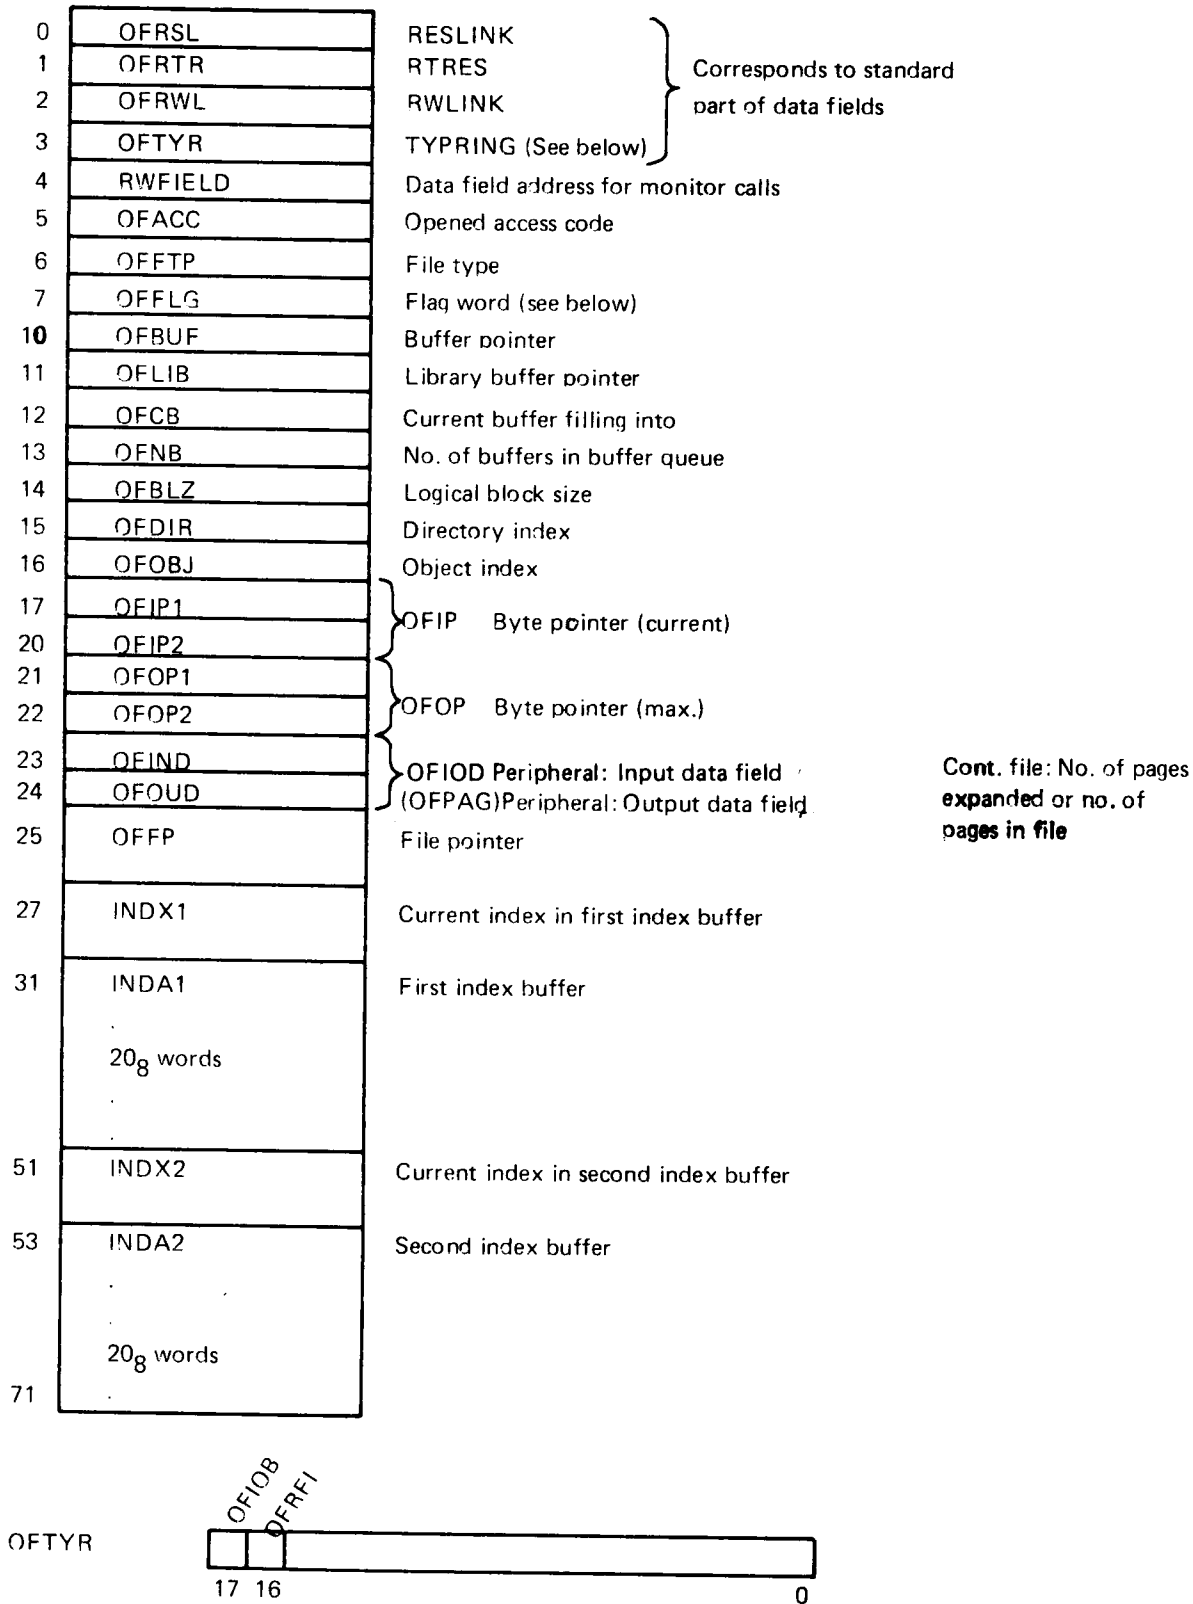 0 OFRSL RESLINK
1 OFRTR RTRES Corresponds to standard
2 OFRWL RWLINK part of data fields
3 OFTYR TYPRING (See below)
4 RWFIELD Data field address for monitor calls
5 OFACC Opened access code
6 OFFTP File type
7 OFFLG Flag word (see below)
10 OFBUF Buffer pointer
11 OFLIB Library buffer pointer
12 OFCB Current buffer filling into
13 OFNB No. of buffers in buffer queue
14 OFBLZ Logical block size
15 OFDIR Directory index
16 OFOBJ Object index
17 OFIP1
OFIP Byte pointer (current)
20 OFIP2
21 OFOP1
OFOP Byte pointer (max.)
22 OFOP2
23 OFIND OFIOD Peripheral: Input data field Cont. file: No. of pages
24 OFOUD (OFPAG) Peripheral: Output data field expanded or no. of
pages in file
25 OFFP File pointer
27 INDX1 Current index in first index buffer
31 INDA1 First index buffer
.
20₈ words
.
.
51 INDX2 Current index in second index buffer
53 INDA2 Second index buffer
.
.
20₈ words
71 .
OFIOB
OFRFI
OFTYR
17 16 0